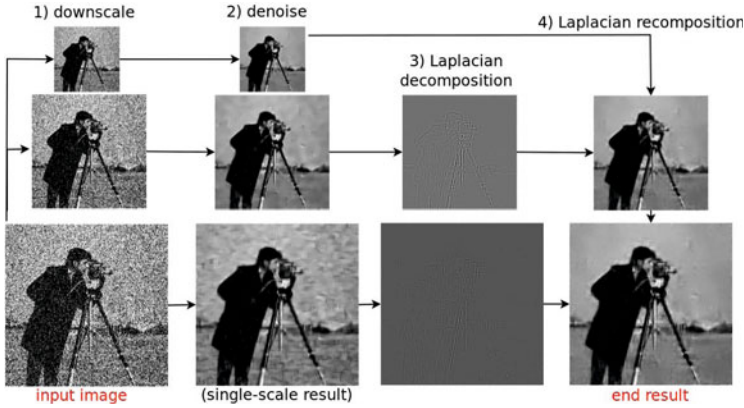 1) downscale
2) denoise
4) Laplacian recomposition
3) Laplacian
decomposition
input image
(single-scale result)
end result